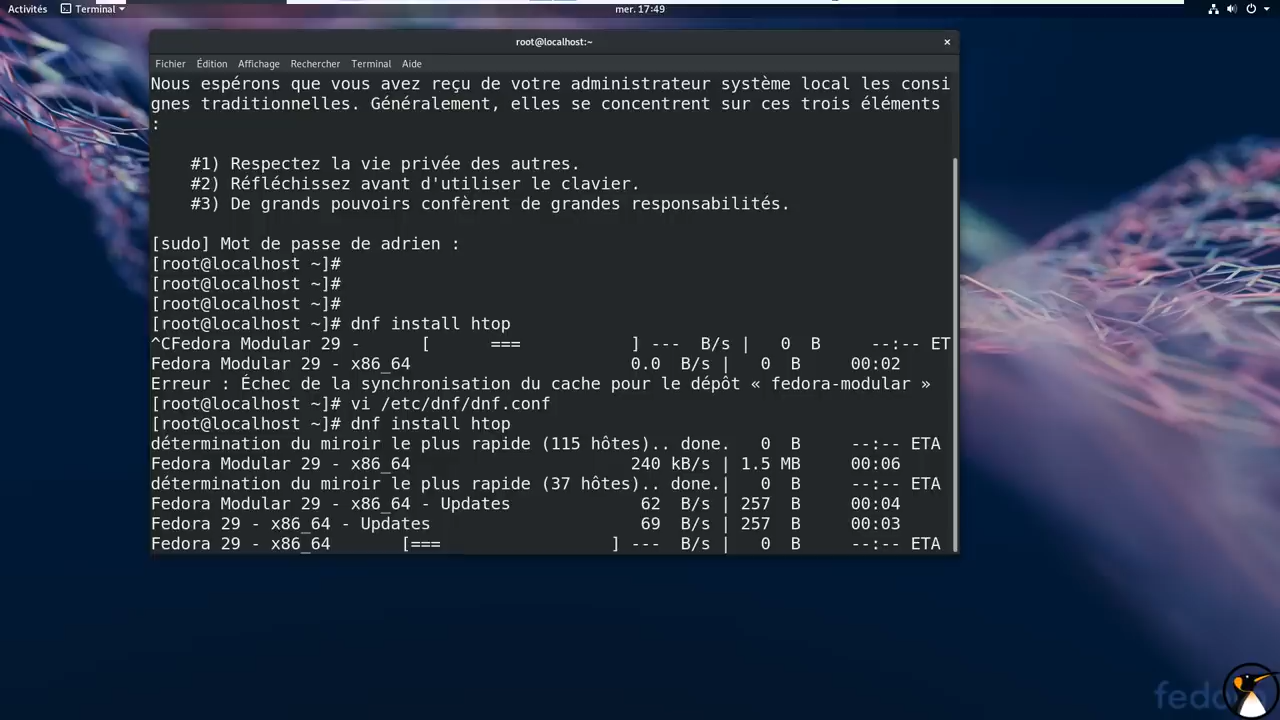 Activités Terminal mer. 17:49
root@localhost:~
Fichier Édition Affichage Rechercher Terminal Aide
Nous espérons que vous avez reçu de votre administrateur système local les consi
gnes traditionnelles. Généralement, elles se concentrent sur ces trois éléments
:
#1) Respectez la vie privée des autres.
#2) Réfléchissez avant d'utiliser le clavier.
#3) De grands pouvoirs confèrent de grandes responsabilités.
[sudo] Mot de passe de adrien :
[root@localhost ~]#
[root@localhost ~]#
[root@localhost ~]#
[root@localhost ~]# dnf install htop
^CFedora Modular 29 - [ === ] --- B/s | 0 B --:-- ET
Fedora Modular 29 - x86_64 0.0 B/s | 0 B 00:02
Erreur : Échec de la synchronisation du cache pour le dépôt « fedora-modular »
[root@localhost ~]# vi /etc/dnf/dnf.conf
[root@localhost ~]# dnf install htop
détermination du miroir le plus rapide (115 hôtes).. done. 0 B --:-- ETA
Fedora Modular 29 - x86_64 240 kB/s | 1.5 MB 00:06
détermination du miroir le plus rapide (37 hôtes).. done.| 0 B --:-- ETA
Fedora Modular 29 - x86_64 - Updates 62 B/s | 257 B 00:04
Fedora 29 - x86_64 - Updates 69 B/s | 257 B 00:03
Fedora 29 - x86_64 [=== ] --- B/s | 0 B --:-- ETA